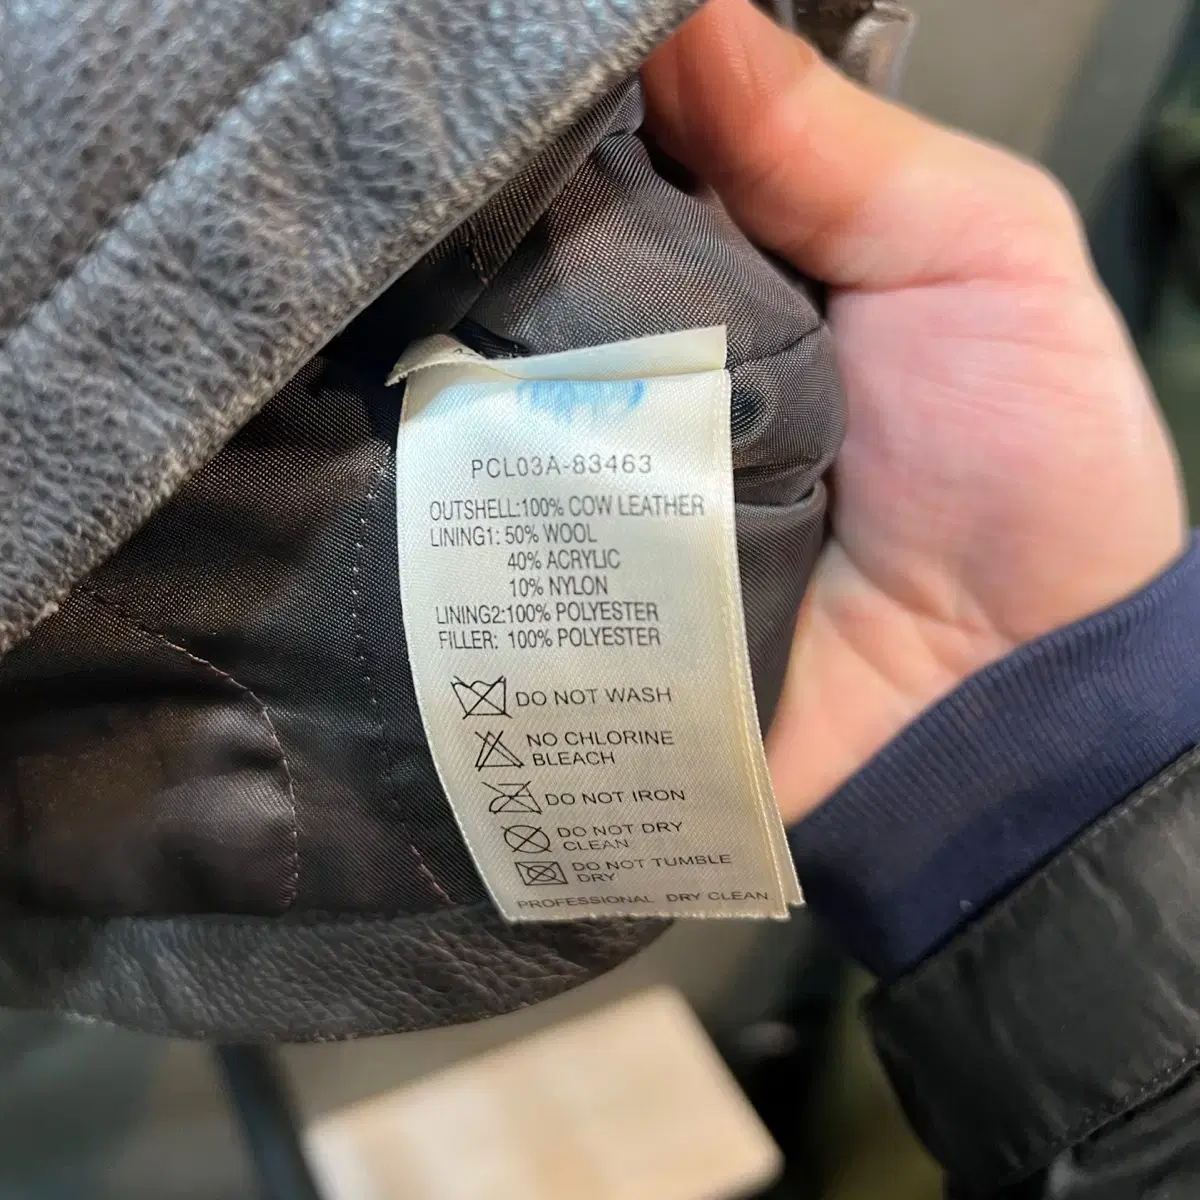 PCL03A-83463
OUTSHELL:100% COW LEATHER
LINING1: 50% WOOL
40% ACRYLIC
10% NYLON
LINING2:100% POLYESTER
FILLER: 100% POLYESTER
DO NOT WASH
NO CHLORINE
BLEACH
DO NOT IRON
DO NOT DRY
CLEAN
DO NOT TUMBLE
DRY
PROFESSIONAL DRY CLEAN